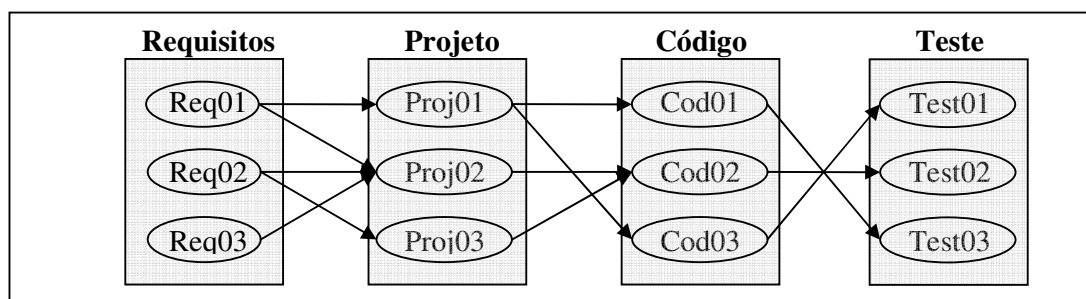 Requisitos Projeto Código Teste
Req01 Proj01 Cod01 Test01
Req02 Proj02 Cod02 Test02
Req03 Proj03 Cod03 Test03